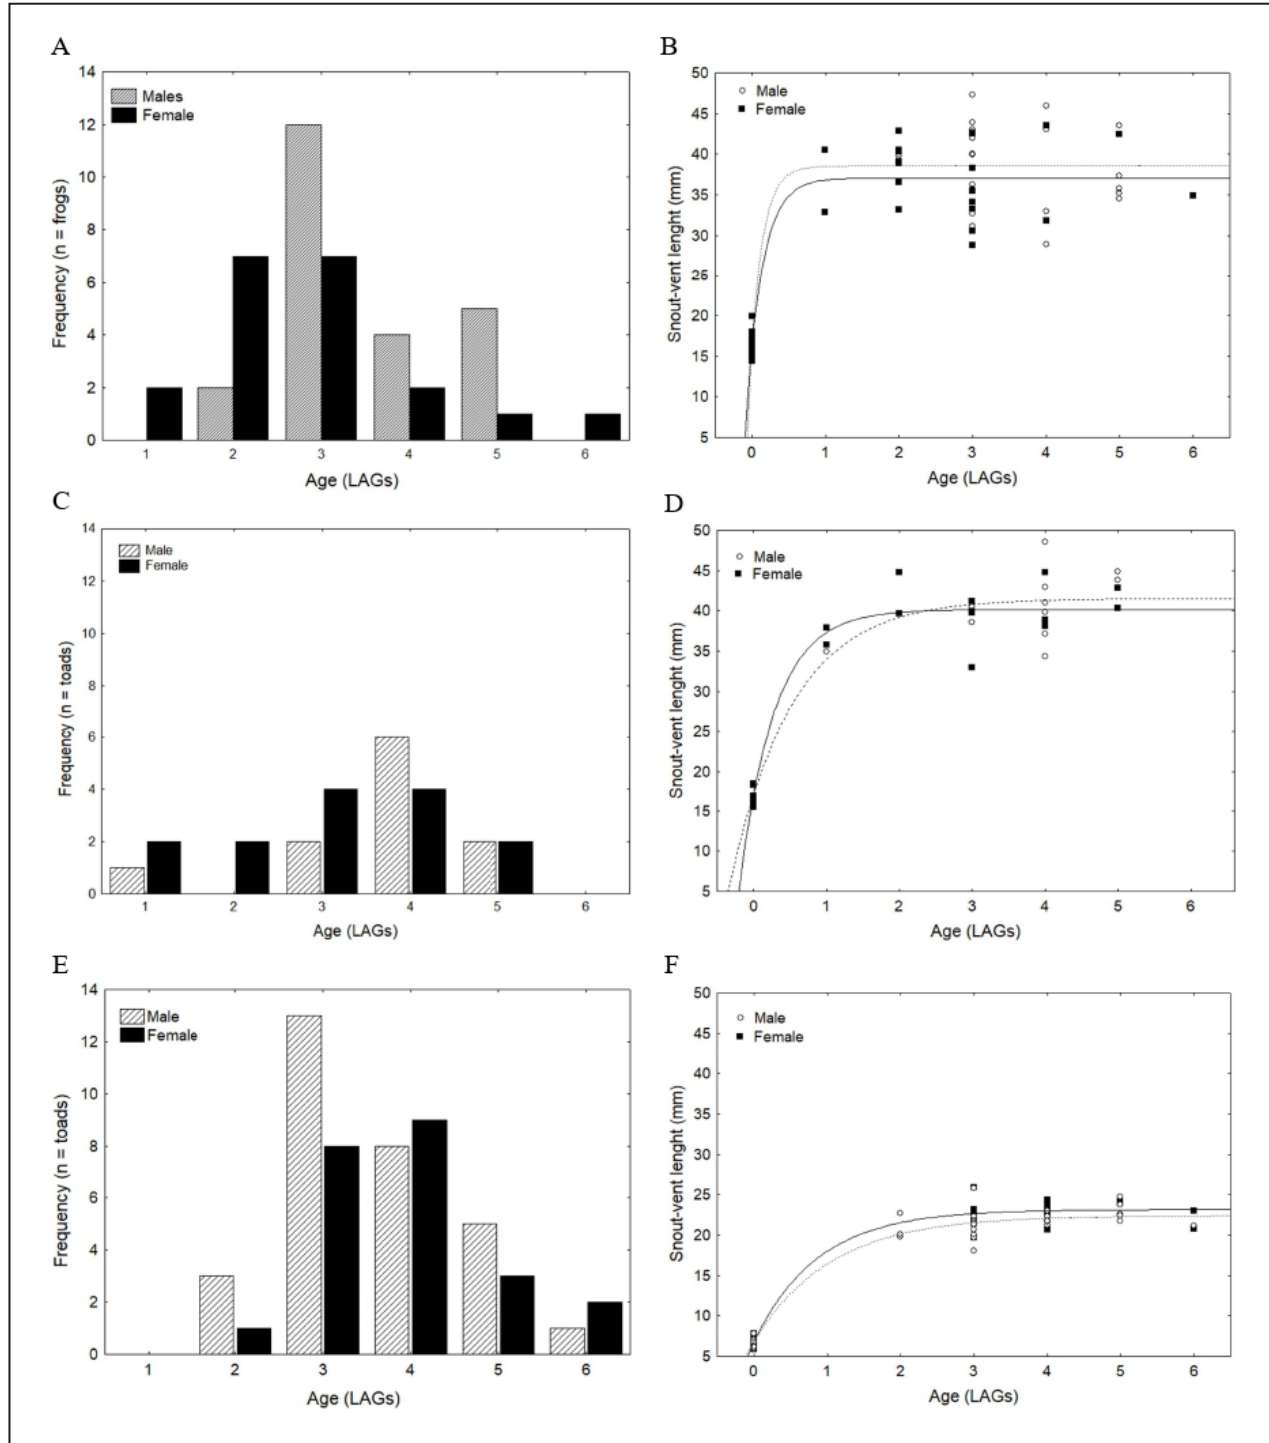 A
14
12
10
8
6
4
2
0
Frequency (n = frogs)
Males
Female
1 2 3 4 5 6
Age (LAGs)
B
50
45
40
35
30
25
20
15
10
5
Snout-vent lenght (mm)
Male
Female
0 1 2 3 4 5 6
Age (LAGs)
C
14
12
10
8
6
4
2
0
Frequency (n = toads)
Male
Female
1 2 3 4 5 6
Age (LAGs)
D
50
45
40
35
30
25
20
15
10
5
Snout-vent lenght (mm)
Male
Female
0 1 2 3 4 5 6
Age (LAGs)
E
14
12
10
8
6
4
2
0
Frequency (n = toads)
Male
Female
1 2 3 4 5 6
Age (LAGs)
F
50
45
40
35
30
25
20
15
10
5
Snout-vent lenght (mm)
Male
Female
0 1 2 3 4 5 6
Age (LAGs)